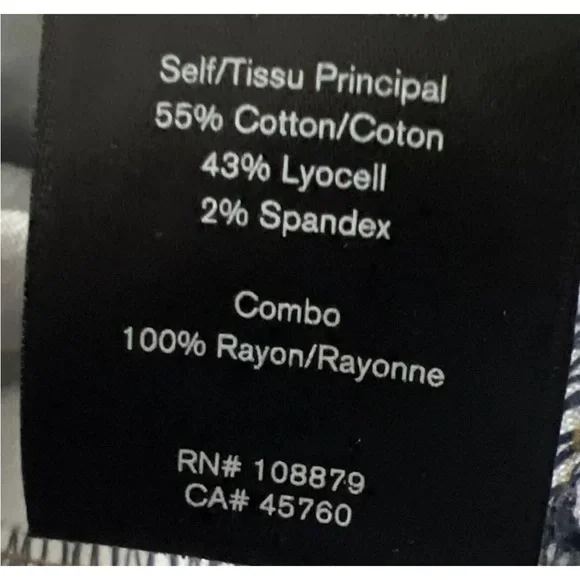 Self/Tissu Principal
55% Cotton/Coton
43% Lyocell
2% Spandex
Combo
100% Rayon/Rayonne
RN# 108879
CA# 45760